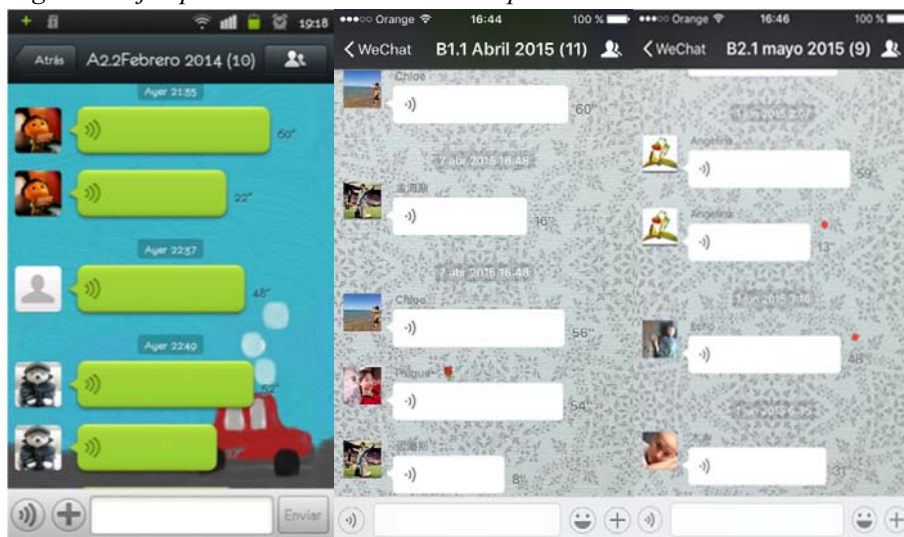 19:18
Atrás A2.2Febrero 2014 (10)
Ayer 21:35
60"
22"
Ayer 22:37
48"
Ayer 22:49
52"
Enviar
Orange 16:44 100 %
WeChat B1.1 Abril 2015 (11)
Chloe
60"
7 abr 2015 16:48
16"
7 abr 2015 16:48
Chloe
56"
54"
8"
Orange 16:46 100 %
WeChat B2.1 mayo 2015 (9)
Angelina
59"
Angelina
13"
Echo
48"
31"